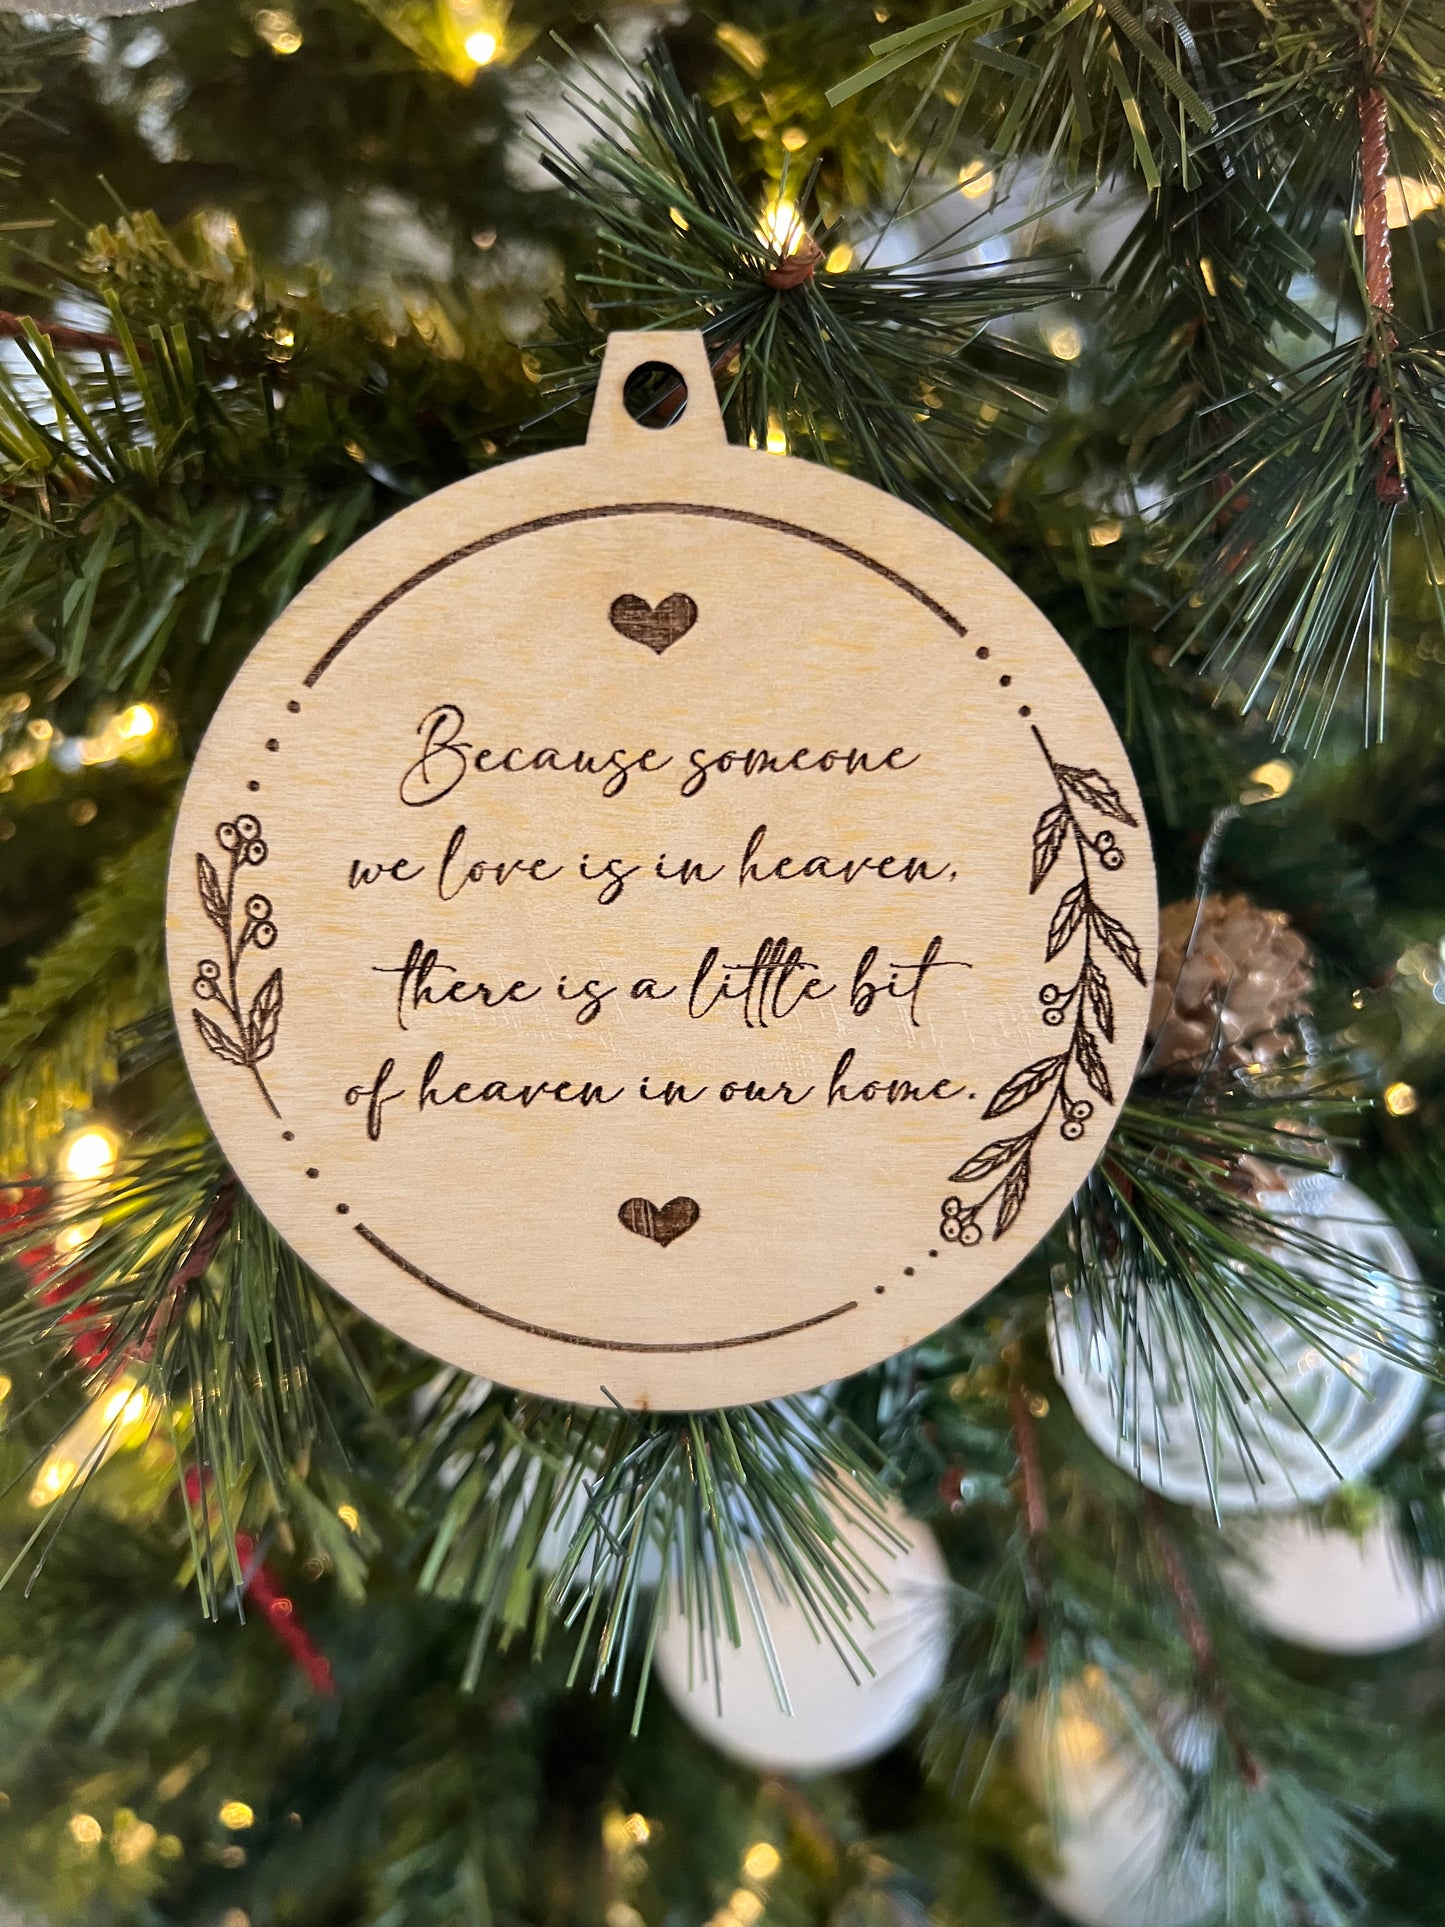 Because someone
we love is in heaven,
there is a little bit
of heaven in our home.